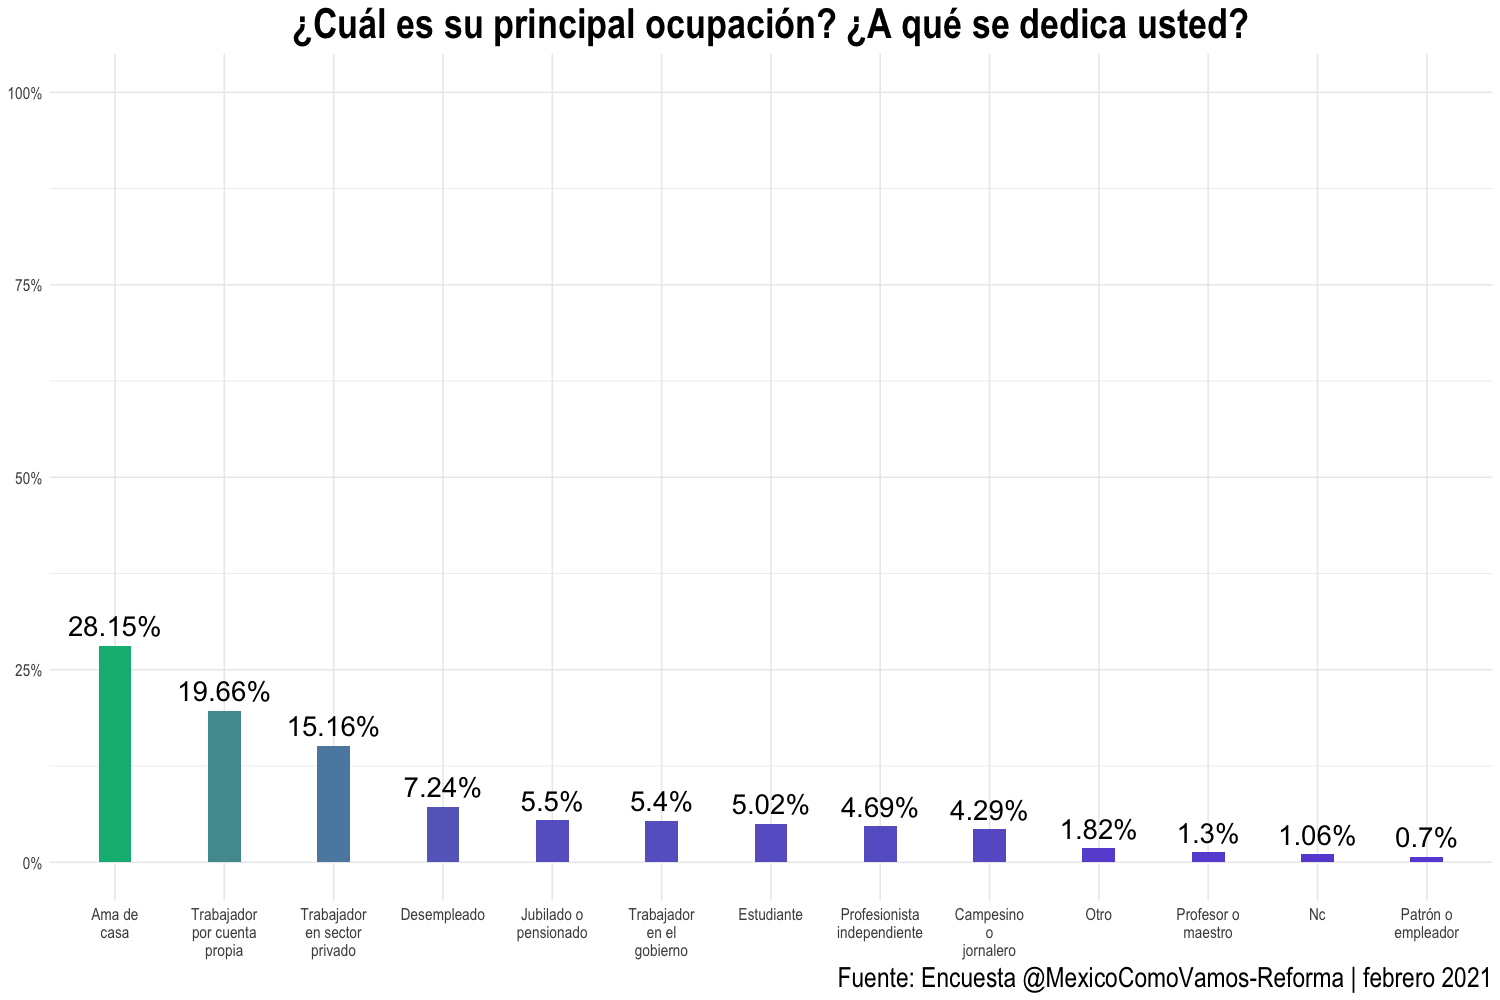 ¿Cuál es su principal ocupación? ¿A qué se dedica usted?
100%
75%
50%
25%
0%
28.15%
19.66%
15.16%
7.24%
5.5%
5.4%
5.02%
4.69%
4.29%
1.82%
1.3%
1.06%
0.7%
Ama de
casa
Trabajador
por cuenta
propia
Trabajador
en sector
privado
Desempleado
Jubilado o
pensionado
Trabajador
en el
gobierno
Estudiante
Profesionista
independiente
Campesino
o
jornalero
Otro
Profesor o
maestro
Nc
Patrón o
empleador
Fuente: Encuesta @MexicoComoVamos-Reforma | febrero 2021